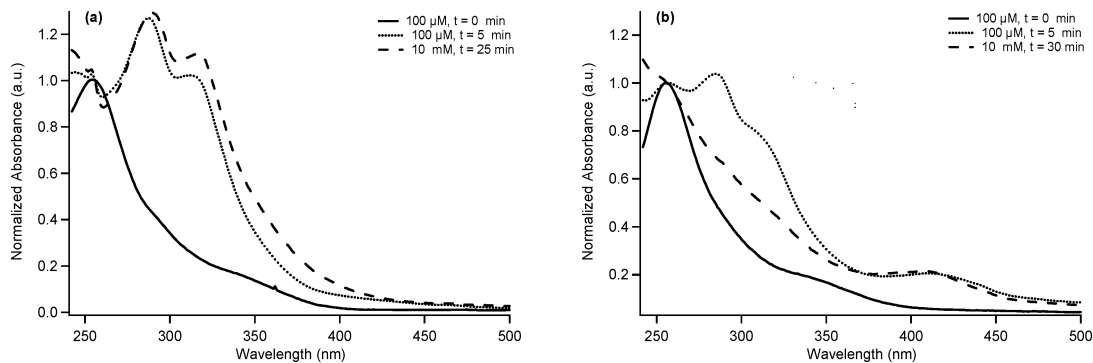 (a)
100 µM, t = 0 min
100 µM, t = 5 min
10 mM, t = 25 min
Normalized Absorbance (a.u.)
1.2
1.0
0.8
0.6
0.4
0.2
0.0
250 300 350 400 450 500
Wavelength (nm)
(b)
100 µM, t = 0 min
100 µM, t = 5 min
10 mM, t = 30 min
Normalized Absorbance (a.u.)
1.2
1.0
0.8
0.6
0.4
0.2
250 300 350 400 450 500
Wavelength (nm)